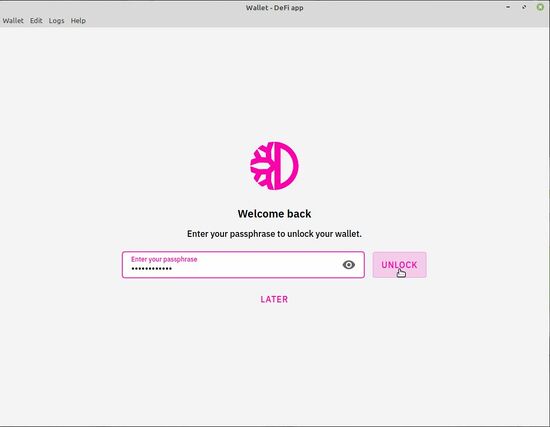 Wallet - DeFi app
Wallet Edit Logs Help
Welcome back
Enter your passphrase to unlock your wallet.
Enter your passphrase
••••••••••••
UNLOCK
LATER